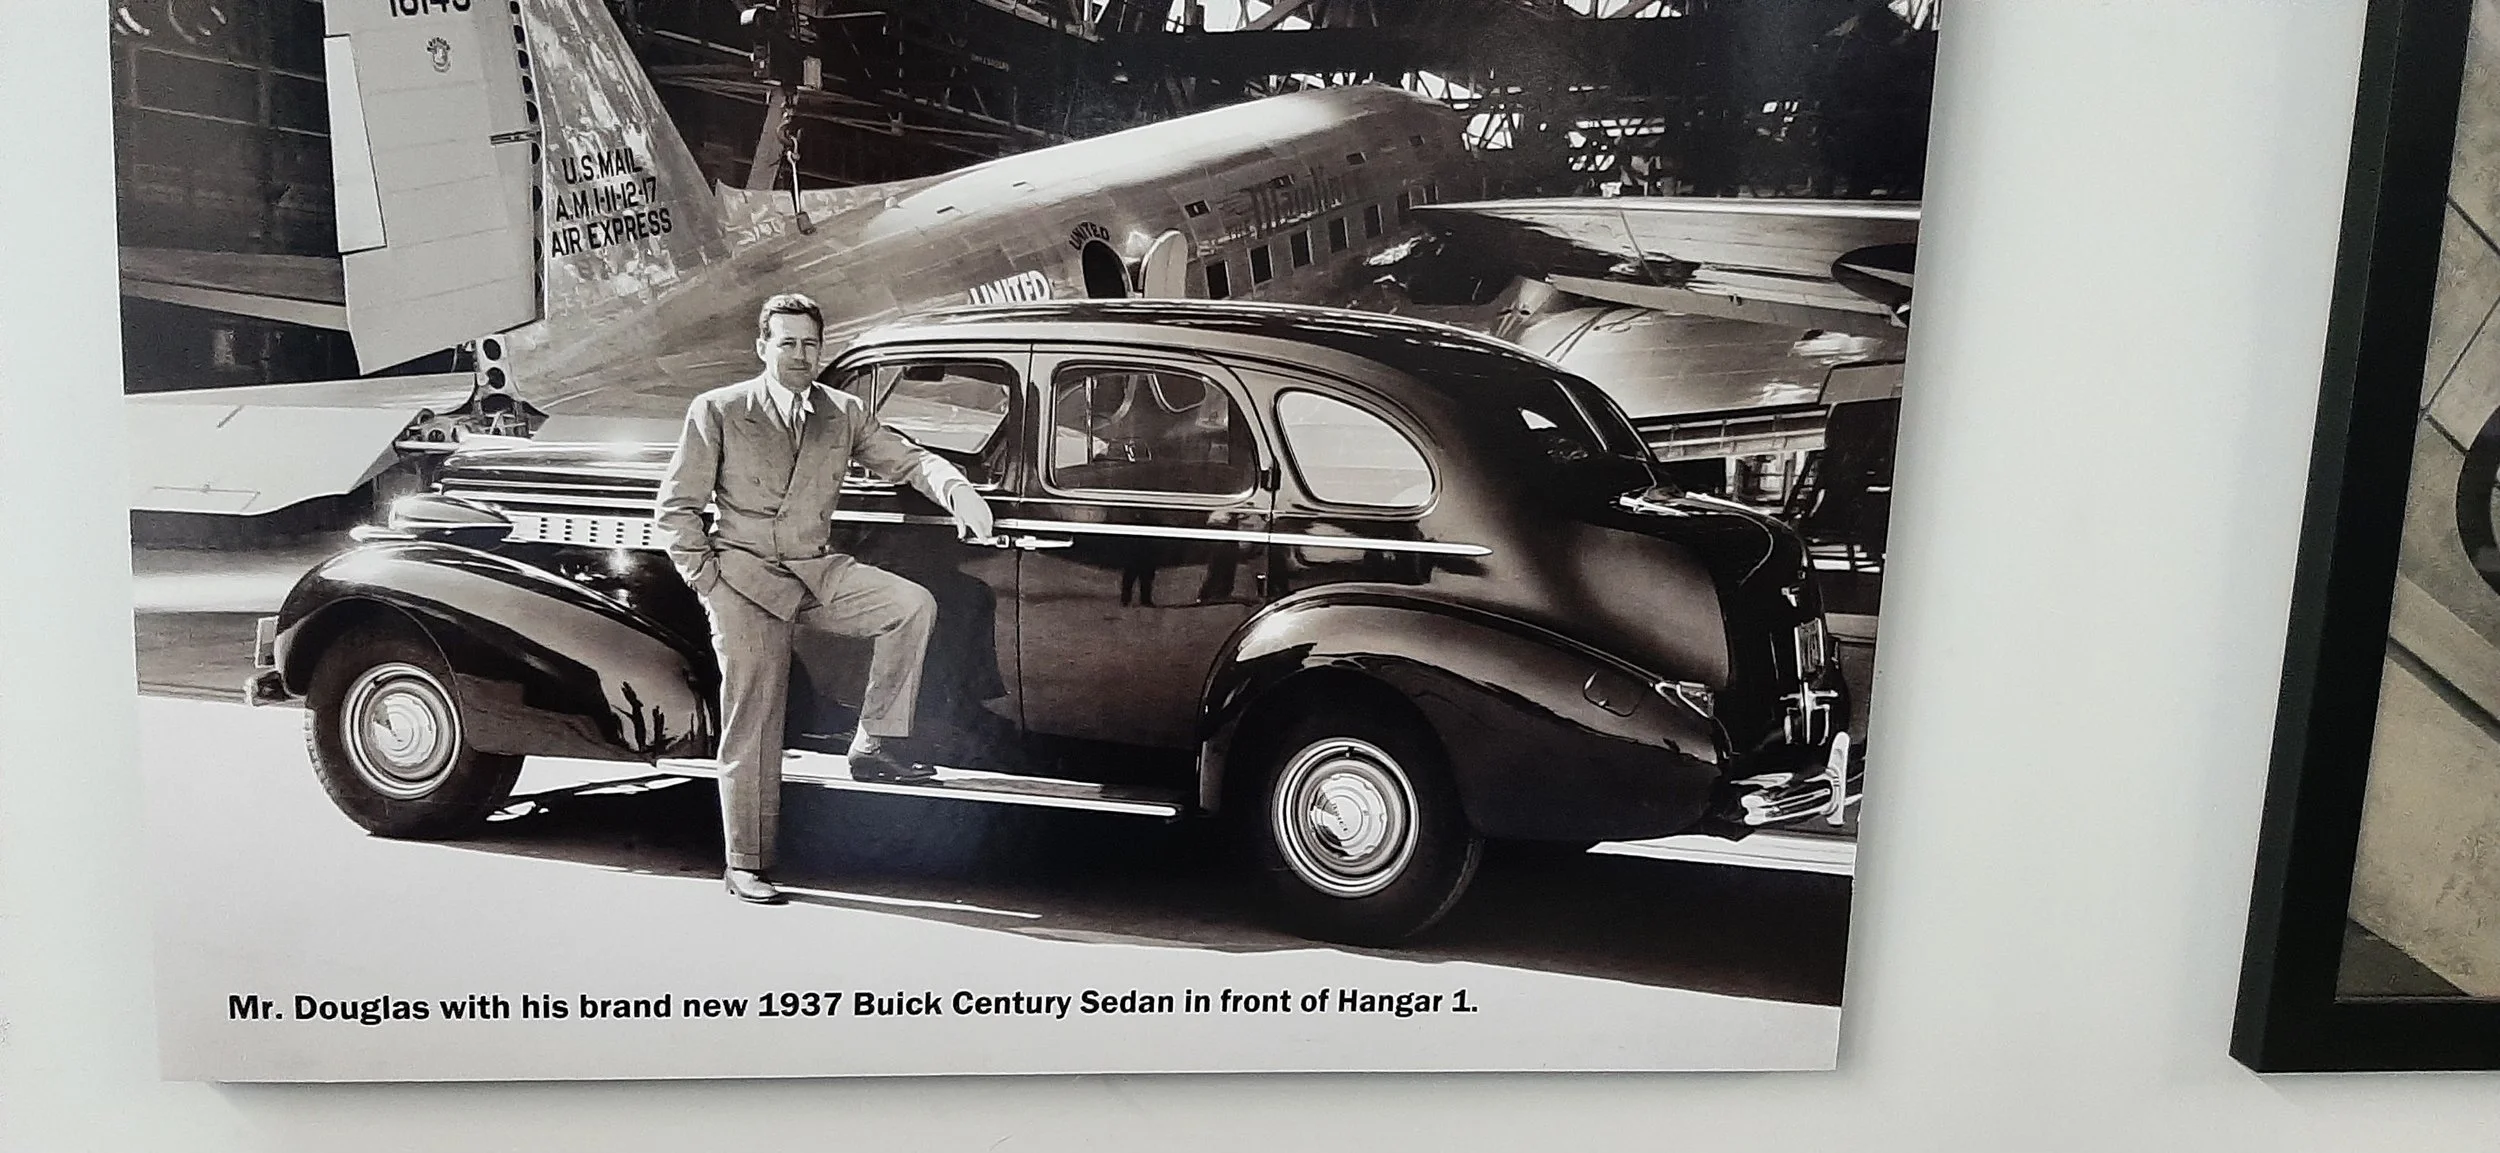 U.S. MAIL
A.M. 1-11-12-17
AIR EXPRESS
UNITED
Mainliner
UNITED
Mr. Douglas with his brand new 1937 Buick Century Sedan in front of Hangar 1.